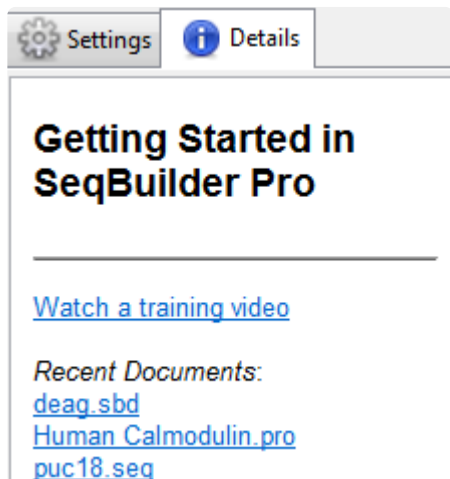 Settings Details
Getting Started in
SeqBuilder Pro
Watch a training video
Recent Documents:
deag.sbd
Human Calmodulin.pro
puc18.seq